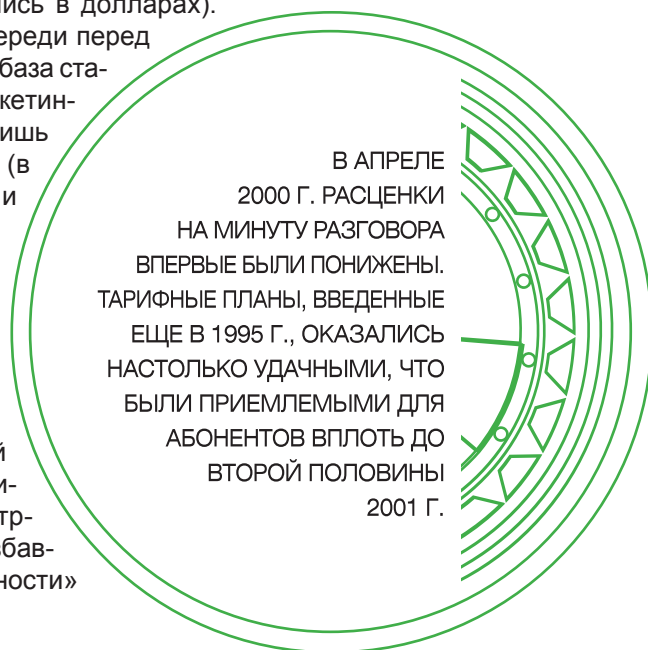 лись в долларах).
ереди перед
база ста-
кетин-
ишь
(в
и
В АПРЕЛЕ
2000 Г. РАСЦЕНКИ
НА МИНУТУ РАЗГОВОРА
ВПЕРВЫЕ БЫЛИ ПОНИЖЕНЫ.
ТАРИФНЫЕ ПЛАНЫ, ВВЕДЕННЫЕ
ЕЩЕ В 1995 Г., ОКАЗАЛИСЬ
НАСТОЛЬКО УДАЧНЫМИ, ЧТО
БЫЛИ ПРИЕМЛЕМЫМИ ДЛЯ
АБОНЕНТОВ ВПЛОТЬ ДО
ВТОРОЙ ПОЛОВИНЫ
2001 Г.
й
и-
тр-
бав-
ности»